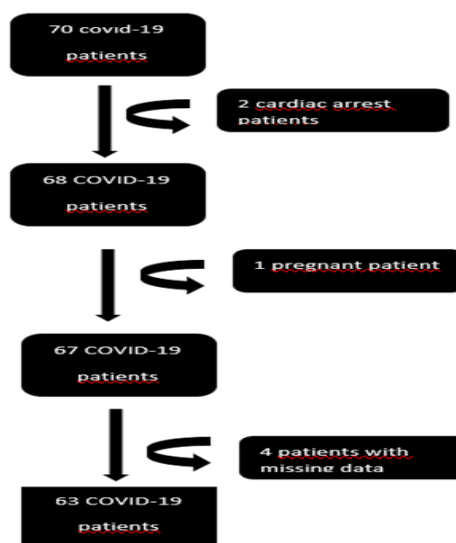 70 covid-19
patients
2 cardiac arrest
patients
68 COVID-19
patients
1 pregnant patient
67 COVID-19
patients
4 patients with
missing data
63 COVID-19
patients